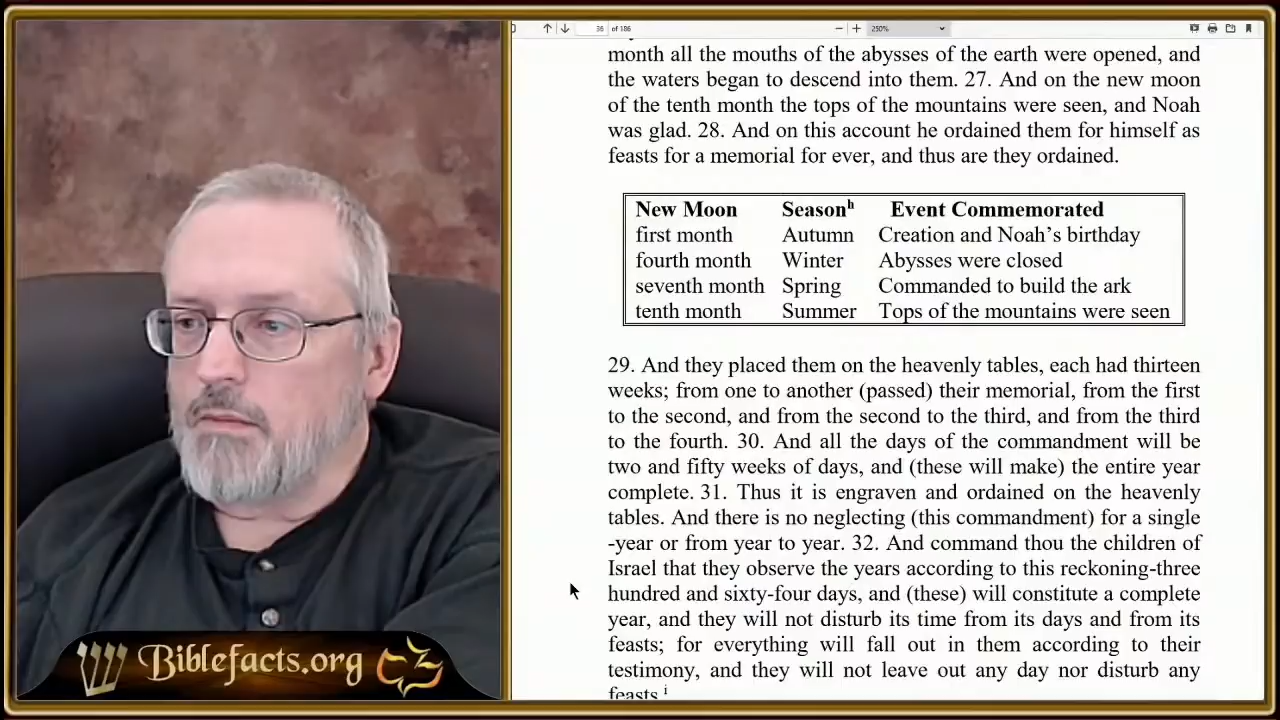 36 of 186
250%
month all the mouths of the abysses of the earth were opened, and
the waters began to descend into them. 27. And on the new moon
of the tenth month the tops of the mountains were seen, and Noah
was glad. 28. And on this account he ordained them for himself as
feasts for a memorial for ever, and thus are they ordained.
New Moon Seasonʰ Event Commemorated
first month Autumn Creation and Noah's birthday
fourth month Winter Abysses were closed
seventh month Spring Commanded to build the ark
tenth month Summer Tops of the mountains were seen
29. And they placed them on the heavenly tables, each had thirteen
weeks; from one to another (passed) their memorial, from the first
to the second, and from the second to the third, and from the third
to the fourth. 30. And all the days of the commandment will be
two and fifty weeks of days, and (these will make) the entire year
complete. 31. Thus it is engraven and ordained on the heavenly
tables. And there is no neglecting (this commandment) for a single
-year or from year to year. 32. And command thou the children of
Israel that they observe the years according to this reckoning-three
hundred and sixty-four days, and (these) will constitute a complete
year, and they will not disturb its time from its days and from its
feasts; for everything will fall out in them according to their
testimony, and they will not leave out any day nor disturb any
feasts.ⁱ
Biblefacts.org